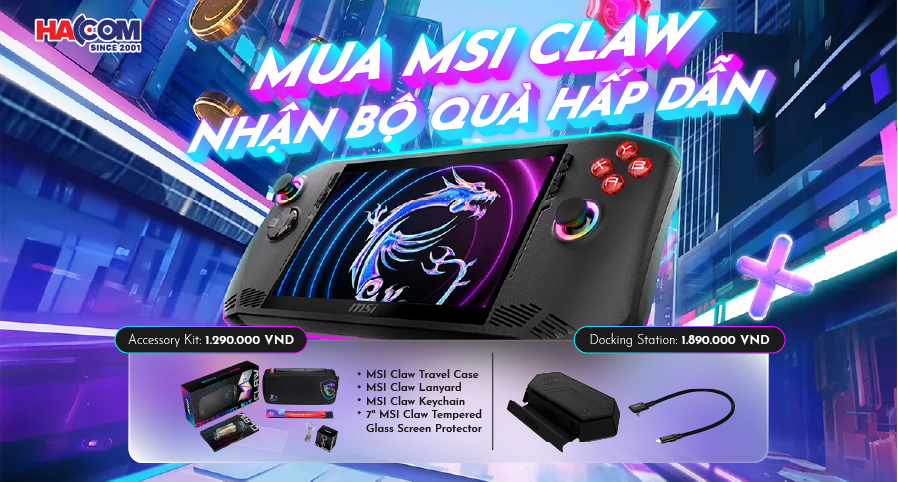 HACOM
SINCE 2001
MUA MSI CLAW
NHẬN BỘ QUÀ HẤP DẪN
Y
X
B
A
msi
Accessory Kit: 1.290.000 VND
Docking Station: 1.890.000 VND
• MSI Claw Travel Case
• MSI Claw Lanyard
• MSI Claw Keychain
• 7" MSI Claw Tempered
Glass Screen Protector